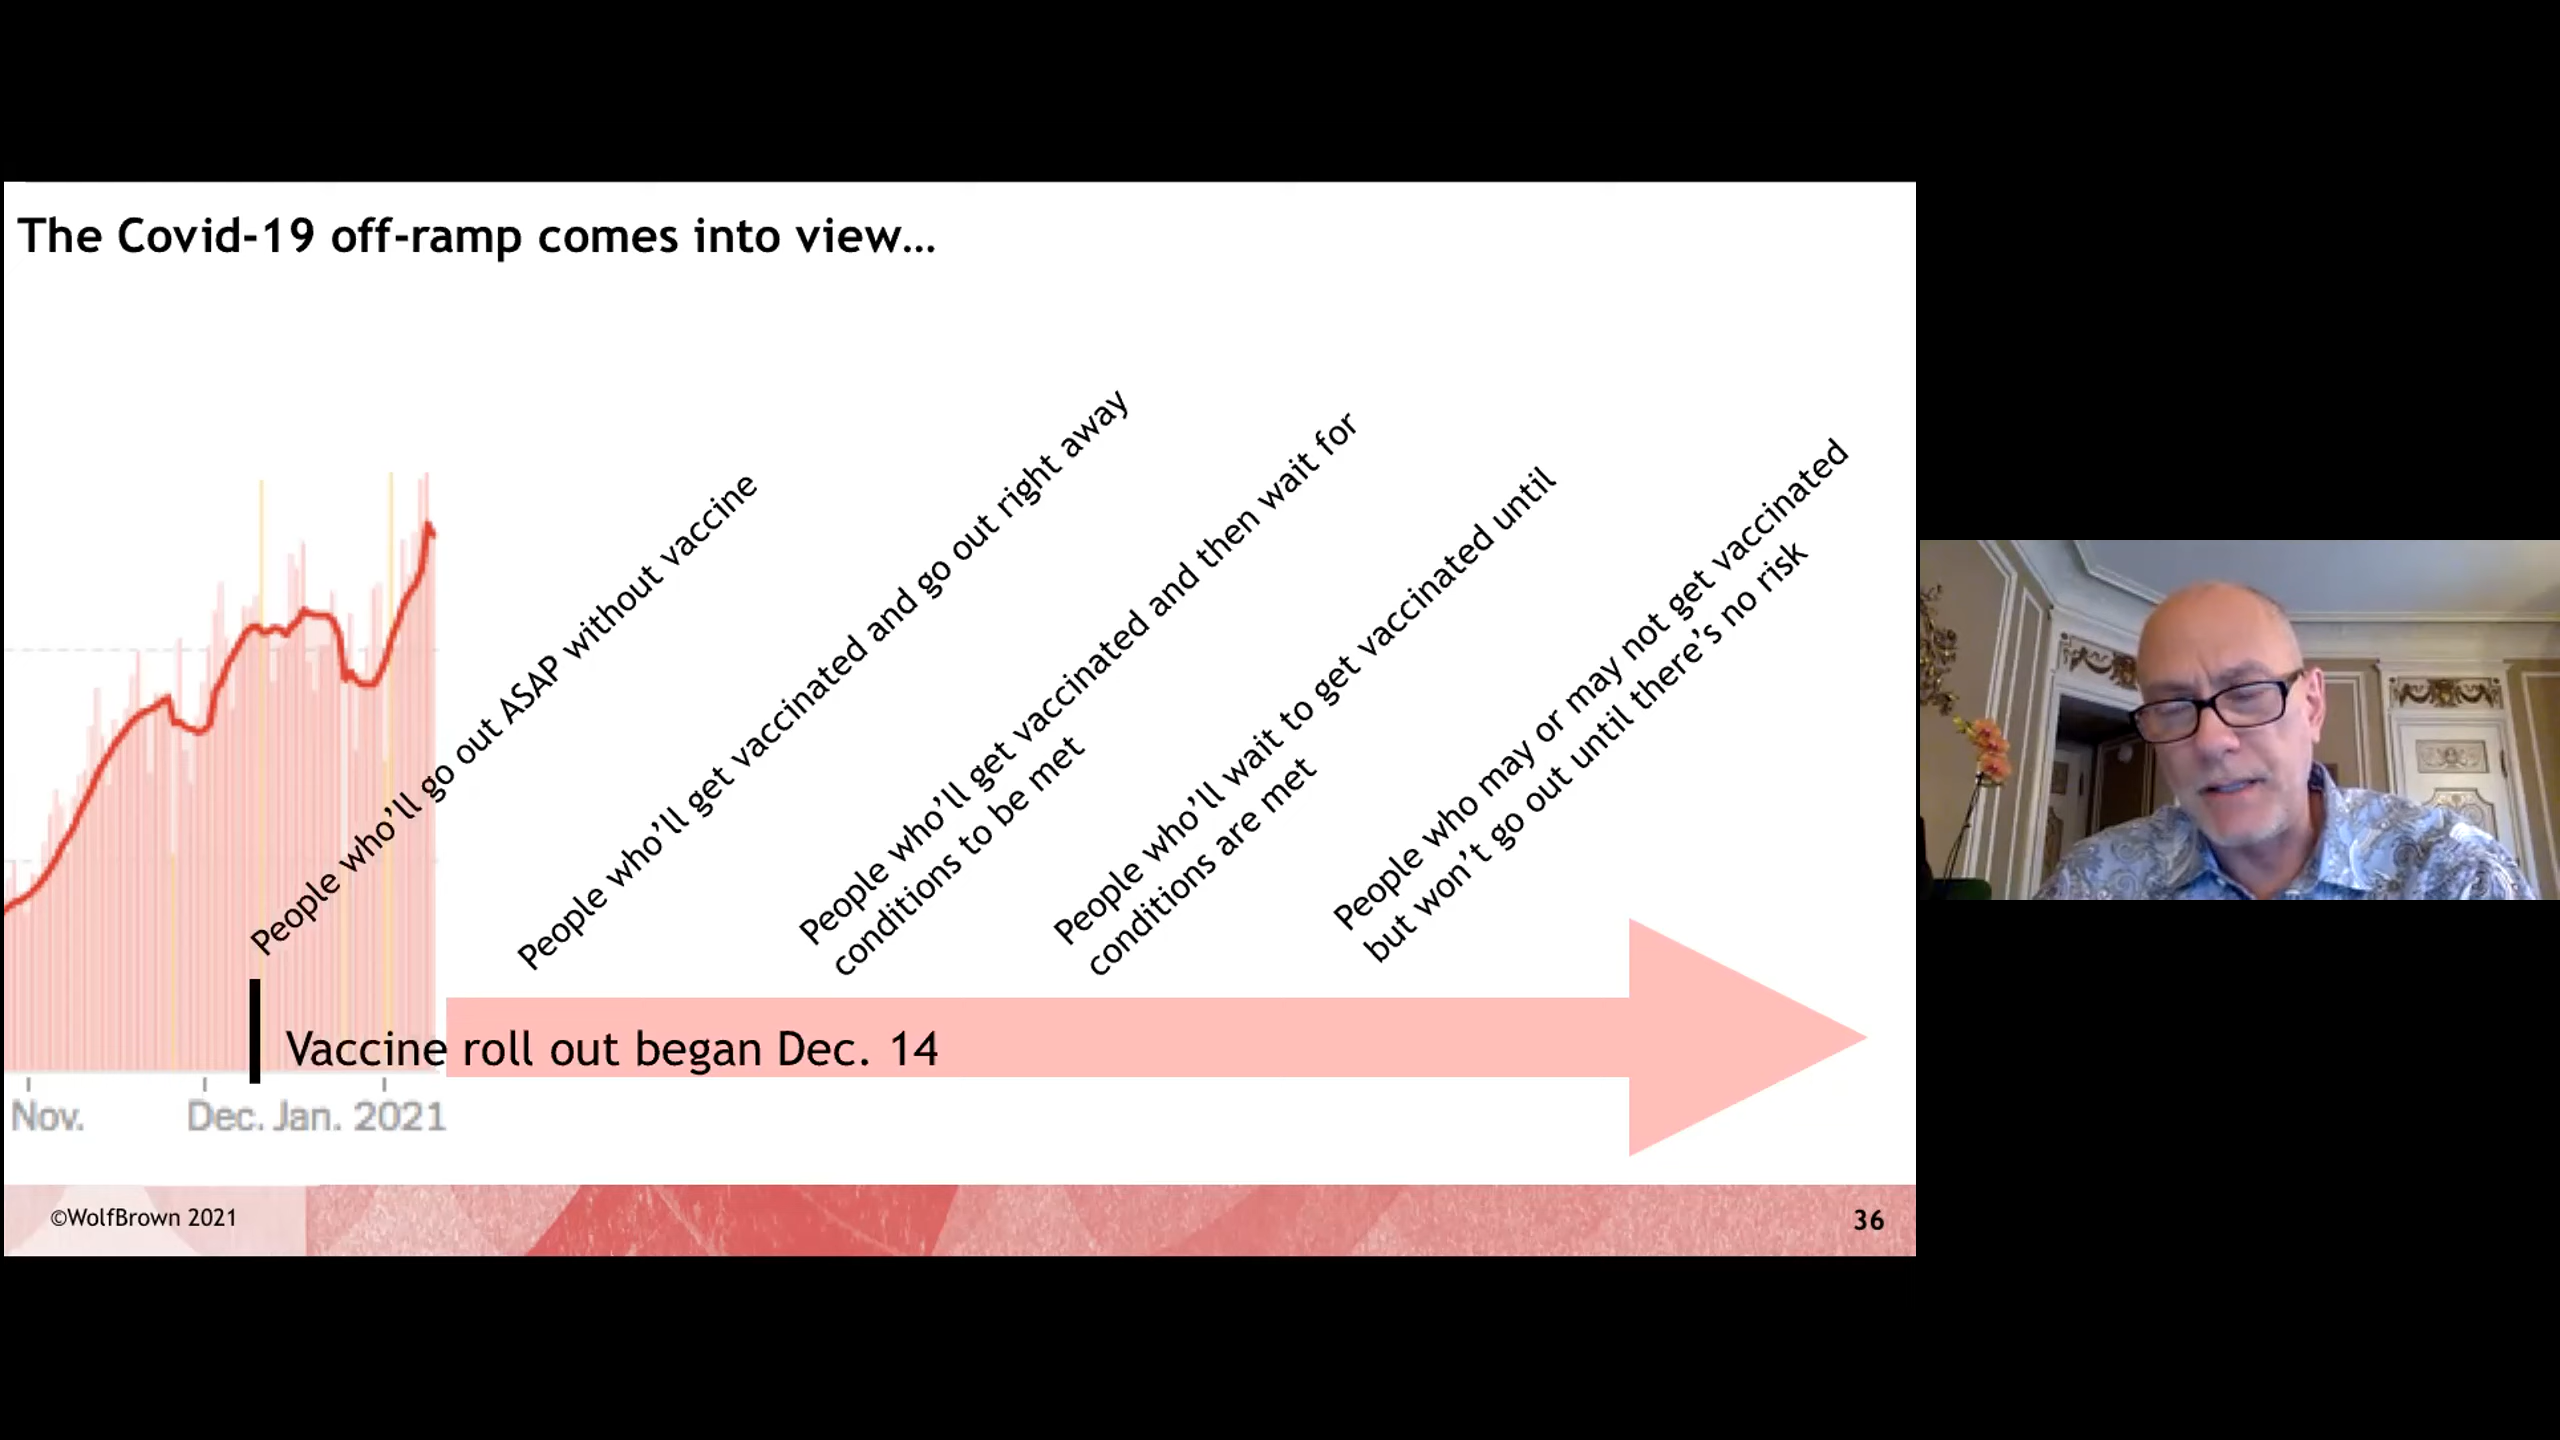 The Covid-19 off-ramp comes into view…
People who’ll go out ASAP without vaccine
People who’ll get vaccinated and go out right away
People who’ll get vaccinated and then wait for
conditions to be met
People who’ll wait to get vaccinated until
conditions are met
People who may or may not get vaccinated
but won’t go out until there’s no risk
Vaccine roll out began Dec. 14
Nov. Dec. Jan. 2021
©WolfBrown 2021
36